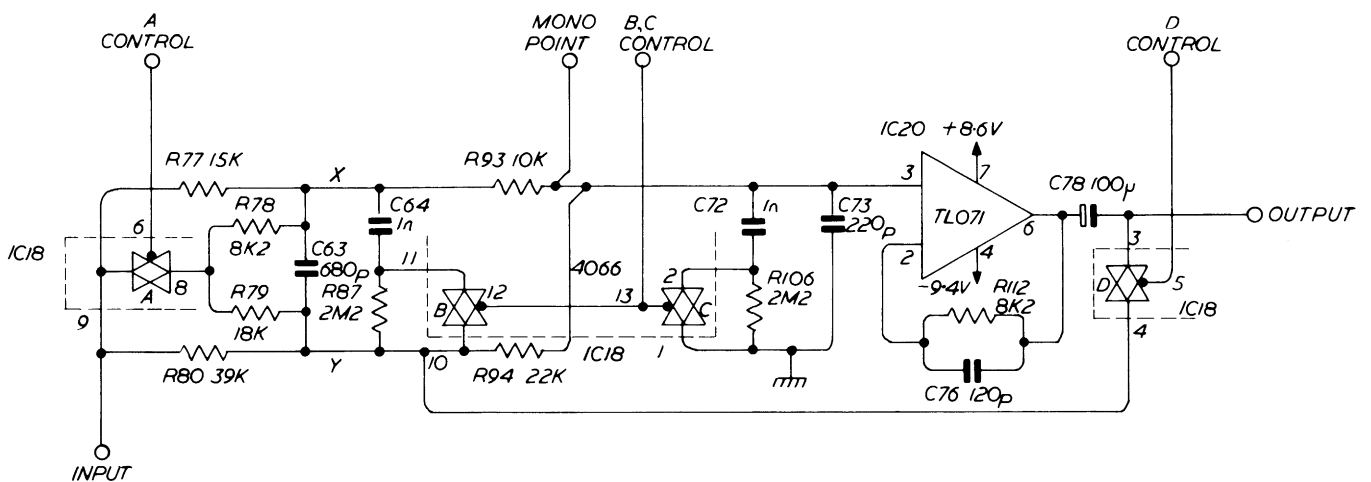 A
CONTROL
MONO
POINT
B,C
CONTROL
D
CONTROL
IC20 +8·6V
R77 15K
X
R93 10K
3
7
C78 100µ
R78
C64
1n
C72
1n
C73
220p
TL071
6
OUTPUT
6
8K2
C63
680p
11
4066
2
4
3
IC18
A
8
R79
18K
R87
2M2
B
12
13
2
C
R106
2M2
-9·4V
R112
8K2
D
5
IC18
9
10
IC18
1
4
R80 39K
Y
R94 22K
C76 120p
INPUT